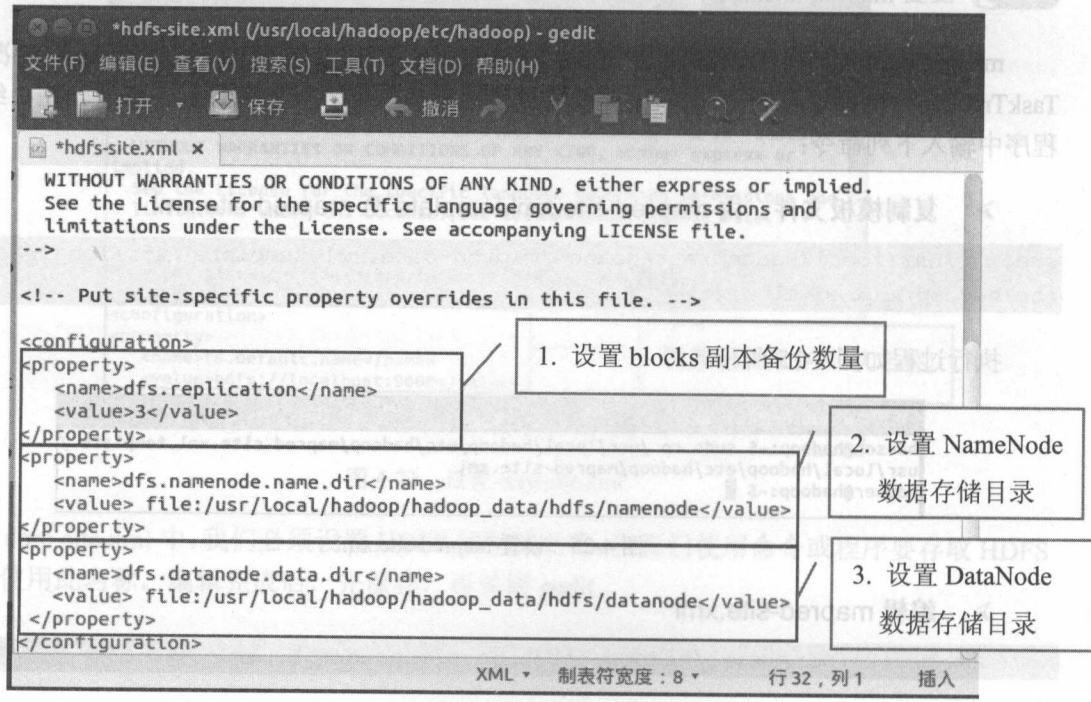 *hdfs-site.xml (/usr/local/hadoop/etc/hadoop) - gedit
文件(F) 编辑(E) 查看(V) 搜索(S) 工具(T) 文档(D) 帮助(H)
打开 保存 撤消
*hdfs-site.xml x
WITHOUT WARRANTIES OR CONDITIONS OF ANY KIND, either express or implied.
See the License for the specific language governing permissions and
limitations under the License. See accompanying LICENSE file.
-->
<!-- Put site-specific property overrides in this file. -->
<configuration>
<property>
<name>dfs.replication</name>
<value>3</value>
</property>
<property>
<name>dfs.namenode.name.dir</name>
<value> file:/usr/local/hadoop/hadoop_data/hdfs/namenode</value>
</property>
<property>
<name>dfs.datanode.data.dir</name>
<value> file:/usr/local/hadoop/hadoop_data/hdfs/datanode</value>
</property>
</configuration>
1. 设置 blocks 副本备份数量
2. 设置 NameNode
数据存储目录
3. 设置 DataNode
数据存储目录
XML 制表符宽度：8 行 32，列 1 插入